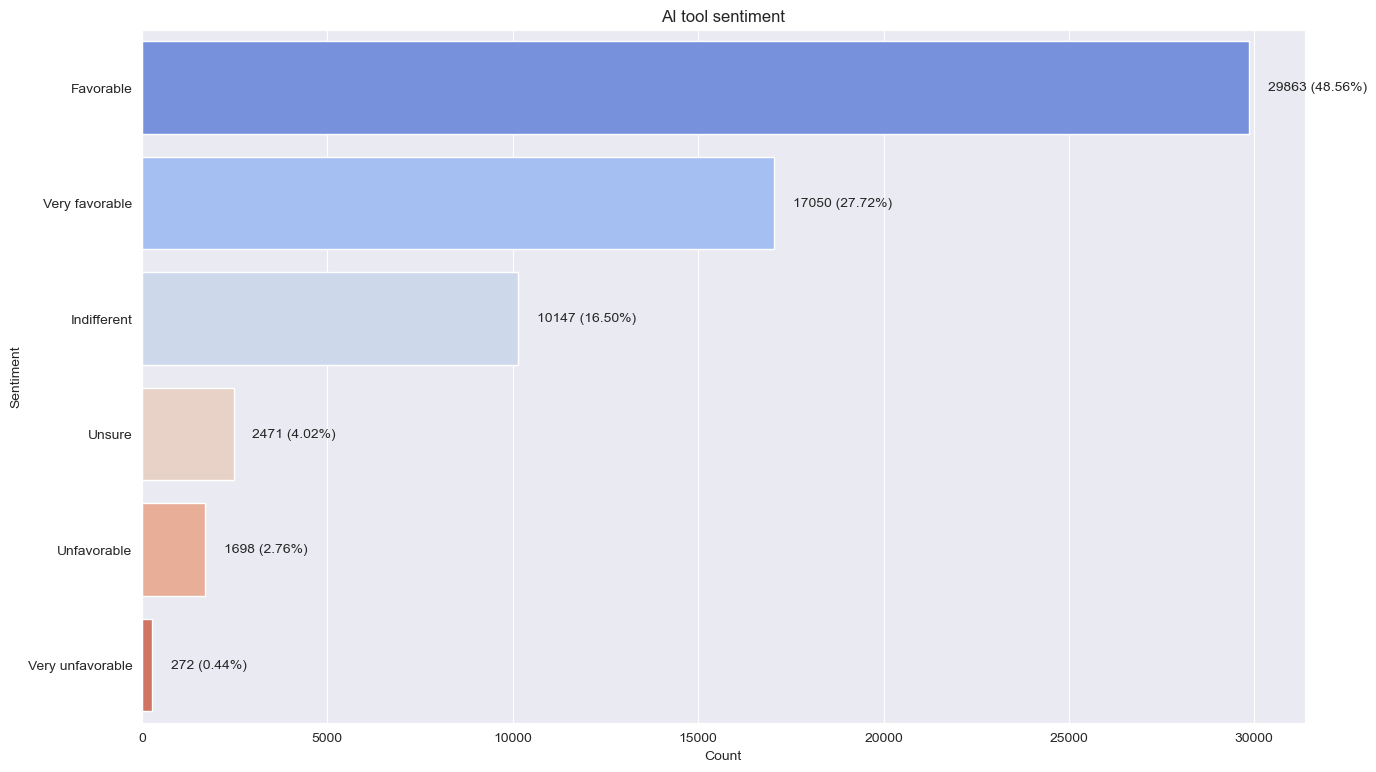 AI tool sentiment
Favorable
29863 (48.56%)
Very favorable
17050 (27.72%)
Indifferent
10147 (16.50%)
Sentiment
Unsure
2471 (4.02%)
Unfavorable
1698 (2.76%)
Very unfavorable
272 (0.44%)
0 5000 10000 15000 20000 25000 30000
Count